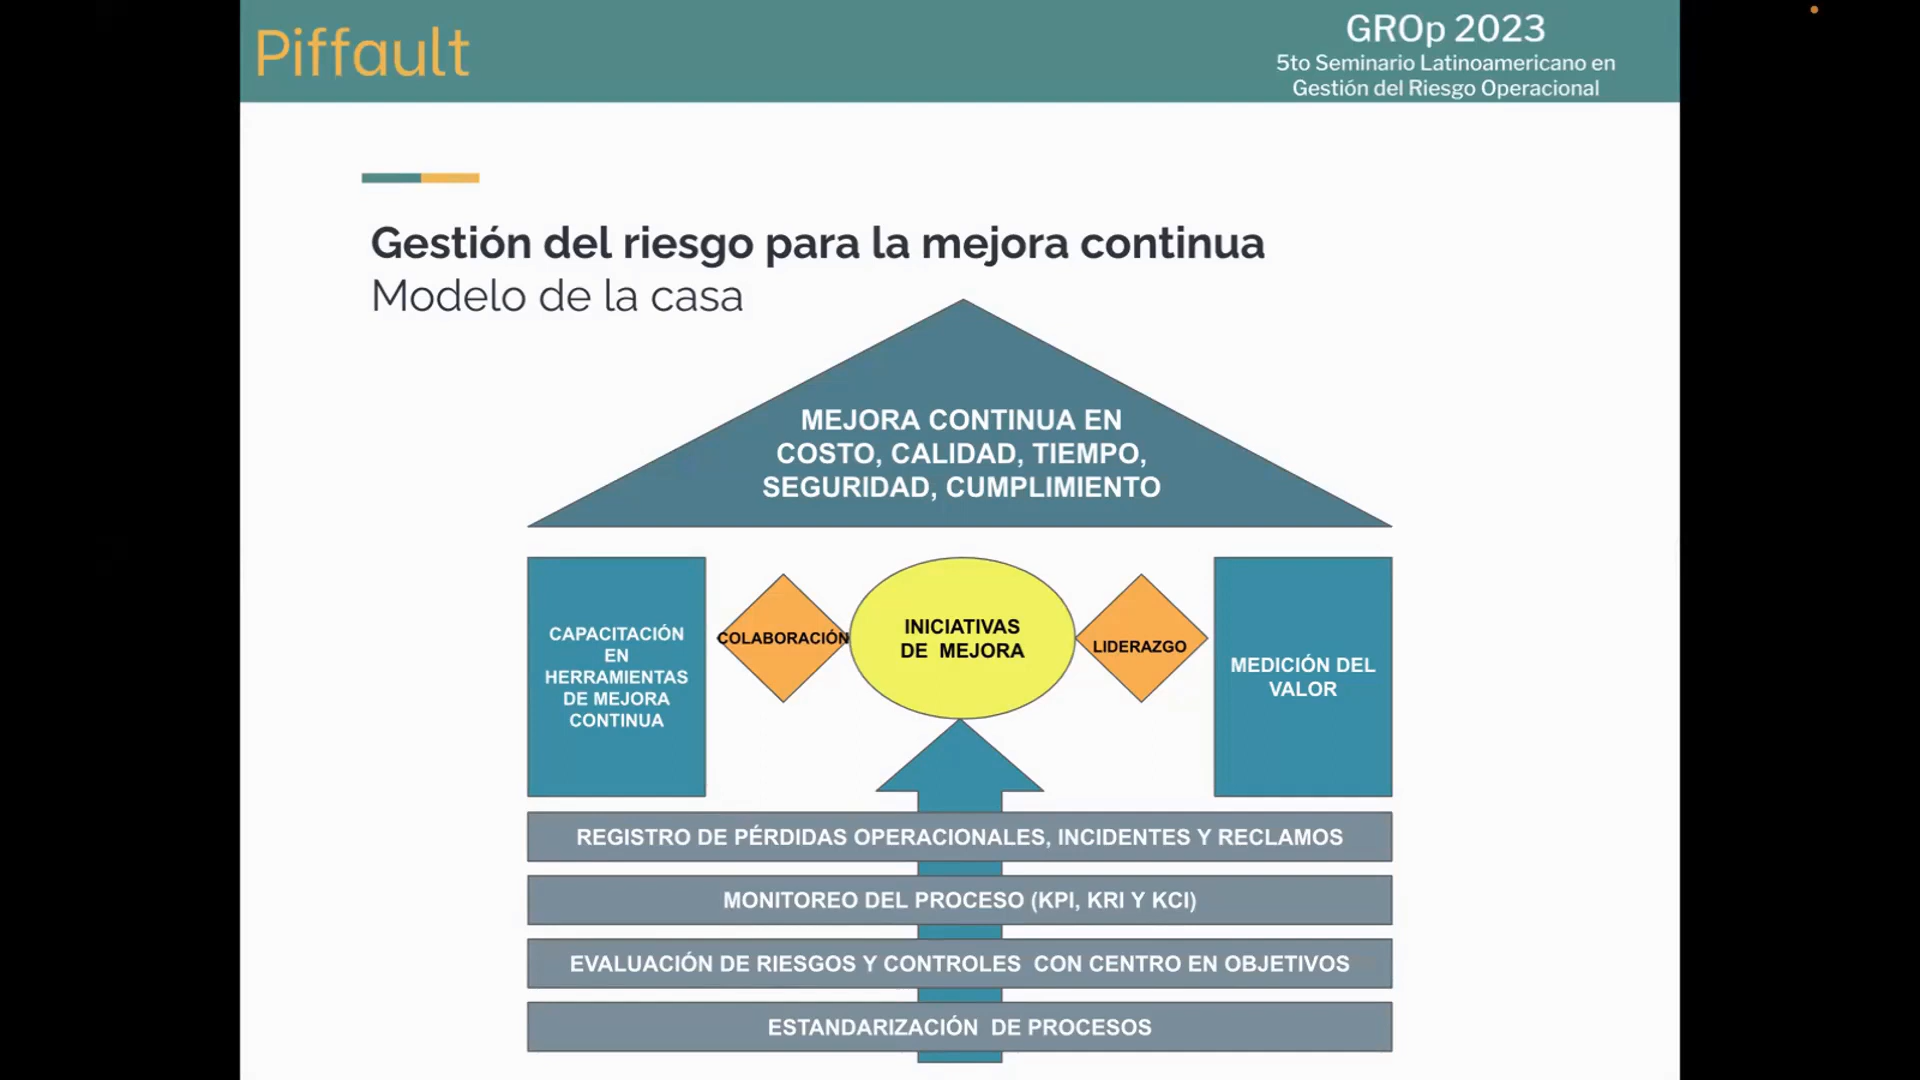 Piffault
GROp 2023
5to Seminario Latinoamericano en
Gestión del Riesgo Operacional
Gestión del riesgo para la mejora continua
Modelo de la casa
MEJORA CONTINUA EN
COSTO, CALIDAD, TIEMPO,
SEGURIDAD, CUMPLIMIENTO
CAPACITACIÓN
EN
HERRAMIENTAS
DE MEJORA
CONTINUA
COLABORACIÓN
INICIATIVAS
DE MEJORA
LIDERAZGO
MEDICIÓN DEL
VALOR
REGISTRO DE PÉRDIDAS OPERACIONALES, INCIDENTES Y RECLAMOS
MONITOREO DEL PROCESO (KPI, KRI Y KCI)
EVALUACIÓN DE RIESGOS Y CONTROLES CON CENTRO EN OBJETIVOS
ESTANDARIZACIÓN DE PROCESOS